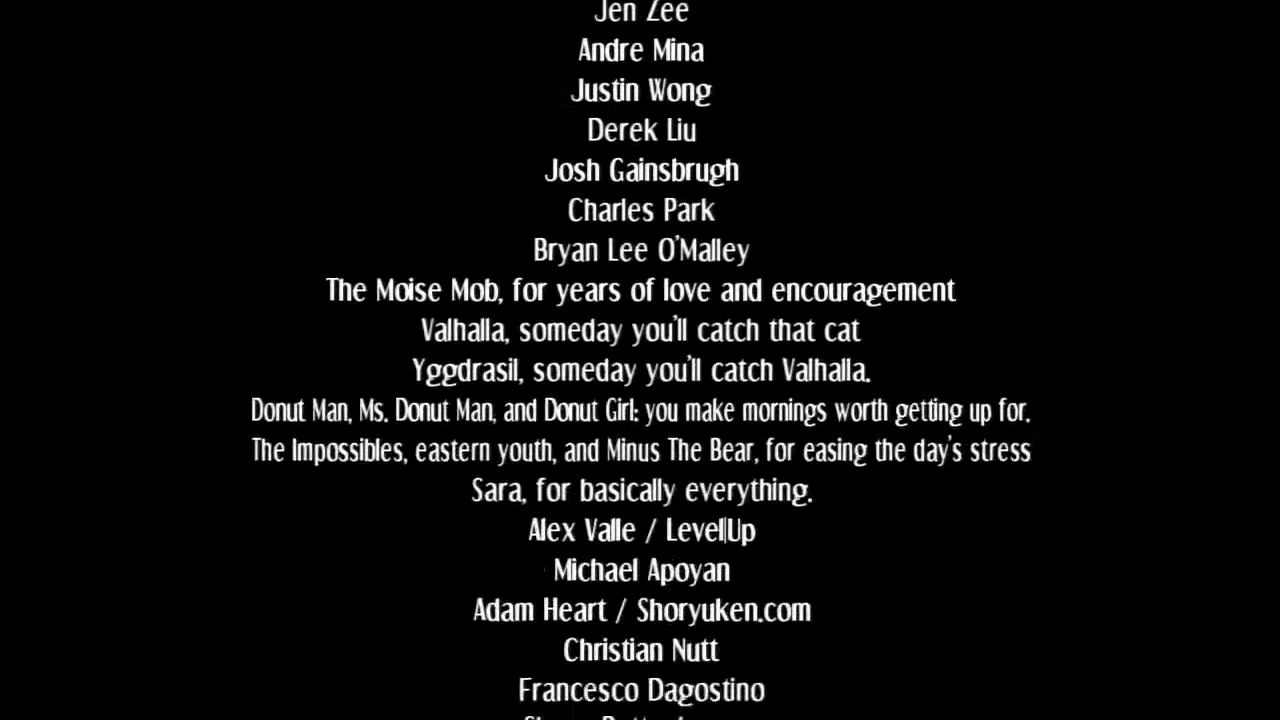 Jen Zee
Andre Mina
Justin Wong
Derek Liu
Josh Gainsbrugh
Charles Park
Bryan Lee O'Malley
The Moise Mob, for years of love and encouragement
Valhalla, someday you'll catch that cat
Yggdrasil, someday you'll catch Valhalla.
Donut Man, Ms. Donut Man, and Donut Girl: you make mornings worth getting up for.
The Impossibles, eastern youth, and Minus The Bear, for easing the day's stress
Sara, for basically everything.
Alex Valle / Level|Up
Michael Apoyan
Adam Heart / Shoryuken.com
Christian Nutt
Francesco Dagostino